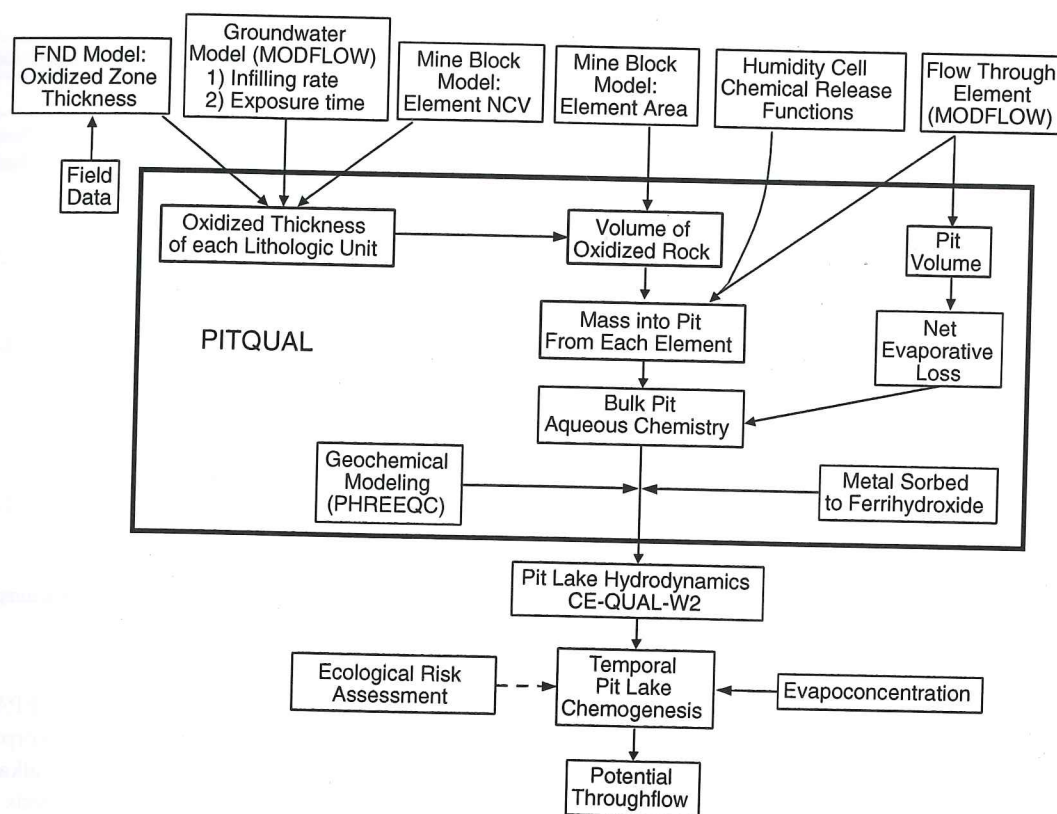 FND Model:
Oxidized Zone
Thickness
Groundwater
Model (MODFLOW)
1) Infilling rate
2) Exposure time
Mine Block
Model:
Element NCV
Mine Block
Model:
Element Area
Humidity Cell
Chemical Release
Functions
Flow Through
Element
(MODFLOW)
Field
Data
Oxidized Thickness
of each Lithologic Unit
Volume of
Oxidized Rock
Pit
Volume
PITQUAL
Mass into Pit
From Each Element
Net
Evaporative
Loss
Bulk Pit
Aqueous Chemistry
Geochemical
Modeling
(PHREEQC)
Metal Sorbed
to Ferrihydroxide
Pit Lake Hydrodynamics
CE-QUAL-W2
Ecological Risk
Assessment
Temporal
Pit Lake
Chemogenesis
Evapoconcentration
Potential
Throughflow